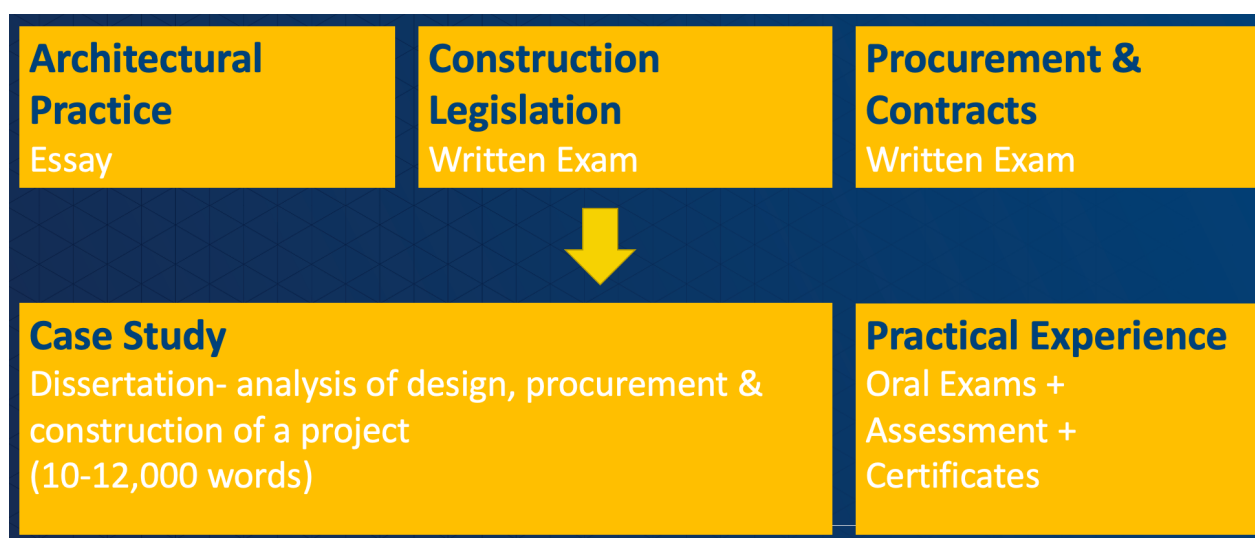 Architectural
Practice
Essay
Construction
Legislation
Written Exam
Procurement &
Contracts
Written Exam
Case Study
Dissertation- analysis of design, procurement &
construction of a project
(10-12,000 words)
Practical Experience
Oral Exams +
Assessment +
Certificates